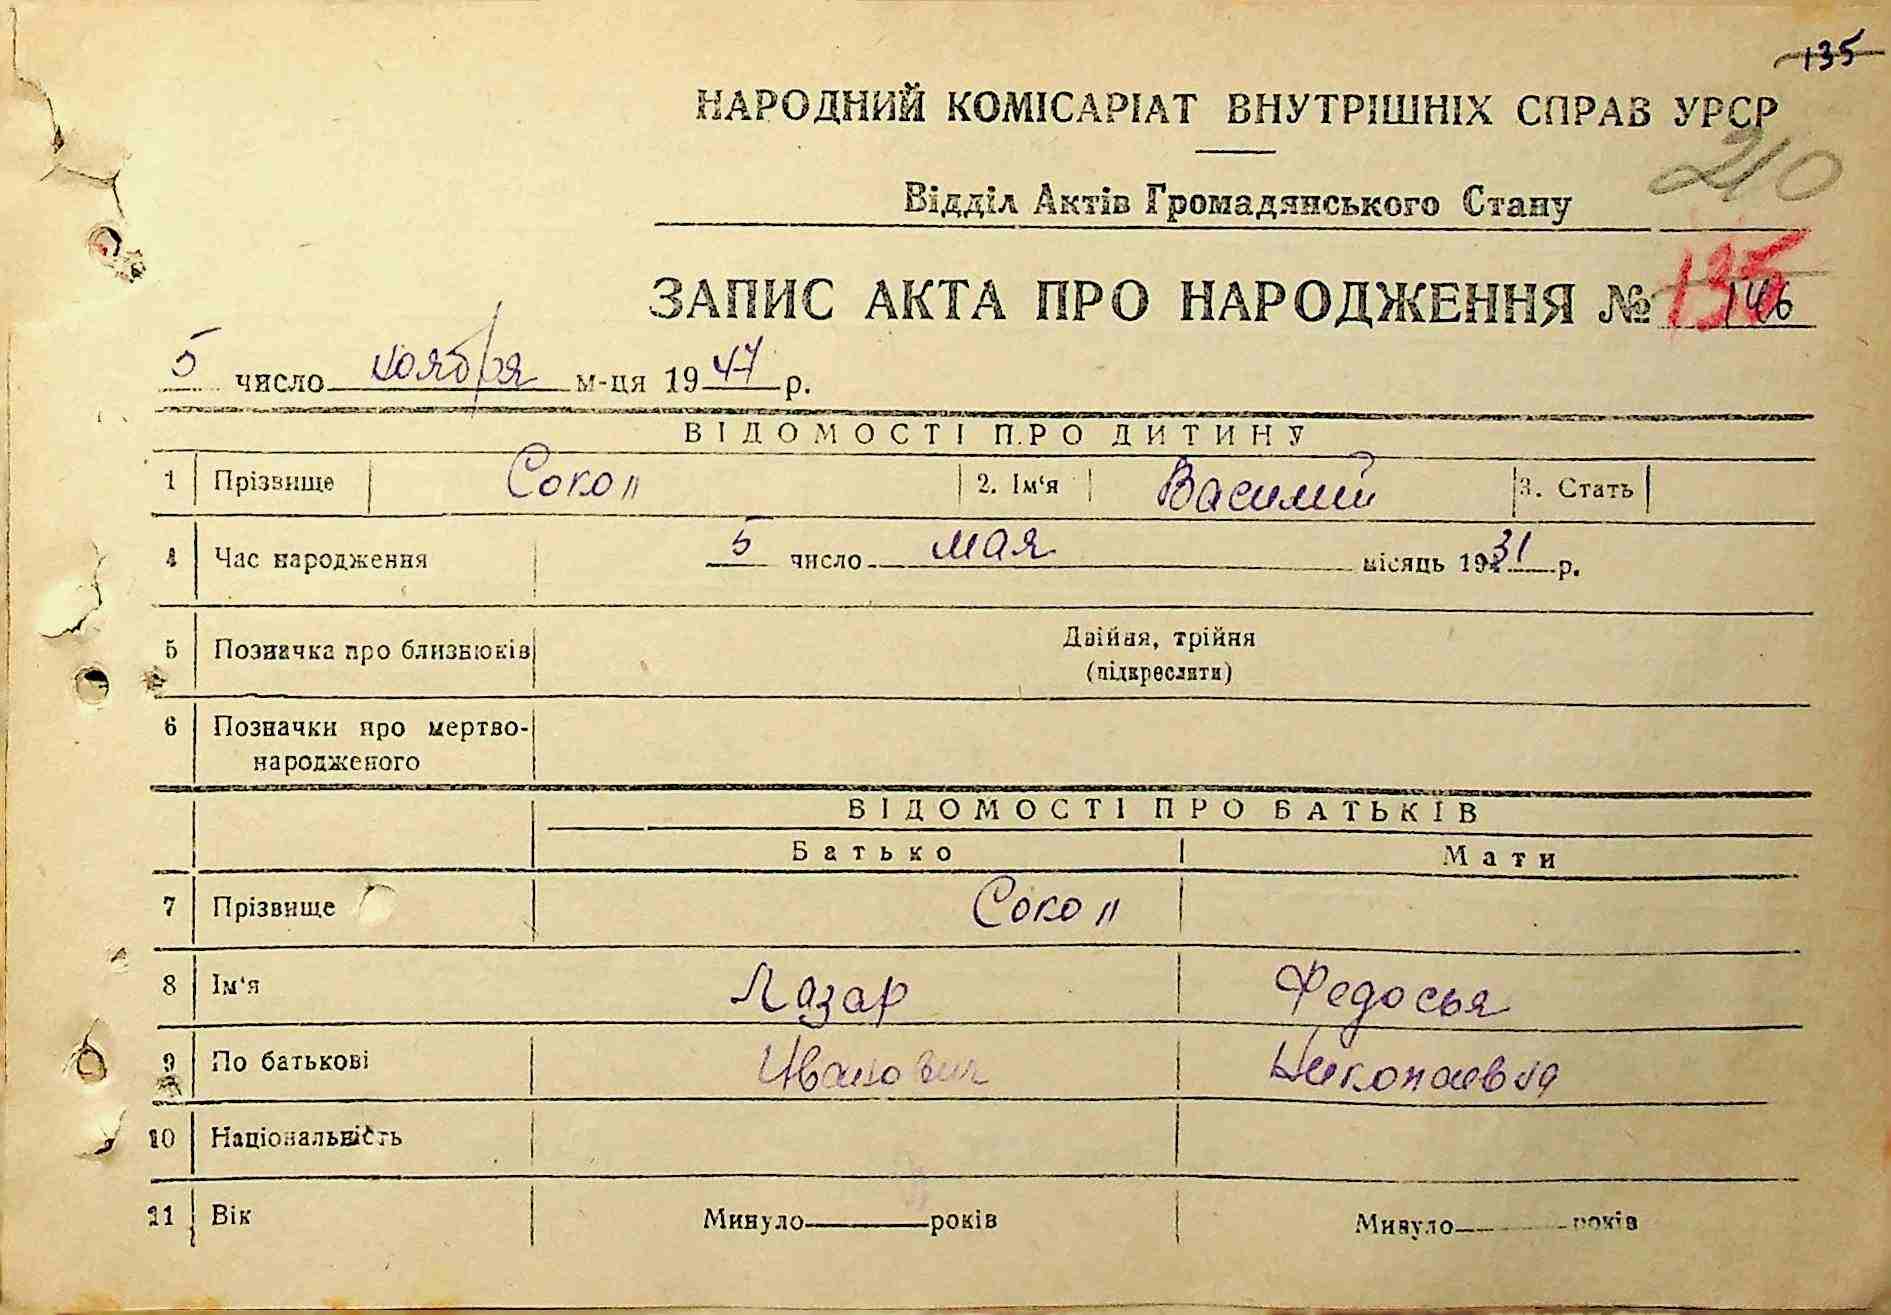 135
НАРОДНИЙ КОМІСАРІАТ ВНУТРІШНІХ СПРАВ УРСР
210
Відділ Актів Громадянського Стану
ЗАПИС АКТА ПРО НАРОДЖЕННЯ № 135 146
5 число ноября м-ця 1947 р.
ВІДОМОСТІ ПРО ДИТИНУ
1 Прізвище Сокол 2. Ім'я Василий 3. Стать
4 Час народження 5 число мая місяць 1931 р.
5 Позначка про близнюків Двійня, трійня
(підкреслити)
6 Позначки про мертво-
народженого
ВІДОМОСТІ ПРО БАТЬКІВ
Батько Мати
7 Прізвище Сокол
8 Ім'я Лазар Федосья
9 По батькові Иванович Николаевна
10 Національність
11 Вік Минуло років Минуло років